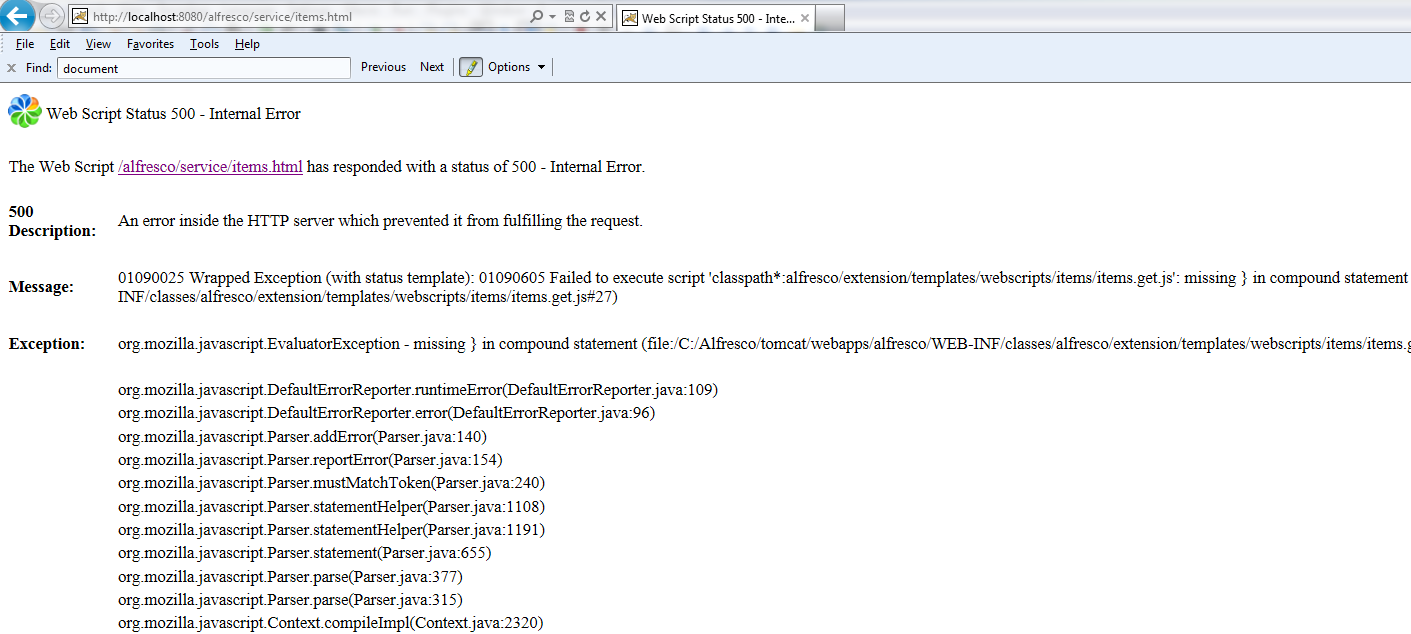 http://localhost:8080/alfresco/service/items.html
Web Script Status 500 - Inte...
File Edit View Favorites Tools Help
x Find: document Previous Next Options
Web Script Status 500 - Internal Error
The Web Script /alfresco/service/items.html has responded with a status of 500 - Internal Error.
500
Description:
An error inside the HTTP server which prevented it from fulfilling the request.
Message:
01090025 Wrapped Exception (with status template): 01090605 Failed to execute script 'classpath*:alfresco/extension/templates/webscripts/items/items.get.js': missing } in compound statement
INF/classes/alfresco/extension/templates/webscripts/items/items.get.js#27)
Exception:
org.mozilla.javascript.EvaluatorException - missing } in compound statement (file:/C:/Alfresco/tomcat/webapps/alfresco/WEB-INF/classes/alfresco/extension/templates/webscripts/items/items.g
org.mozilla.javascript.DefaultErrorReporter.runtimeError(DefaultErrorReporter.java:109)
org.mozilla.javascript.DefaultErrorReporter.error(DefaultErrorReporter.java:96)
org.mozilla.javascript.Parser.addError(Parser.java:140)
org.mozilla.javascript.Parser.reportError(Parser.java:154)
org.mozilla.javascript.Parser.mustMatchToken(Parser.java:240)
org.mozilla.javascript.Parser.statementHelper(Parser.java:1108)
org.mozilla.javascript.Parser.statementHelper(Parser.java:1191)
org.mozilla.javascript.Parser.statement(Parser.java:655)
org.mozilla.javascript.Parser.parse(Parser.java:377)
org.mozilla.javascript.Parser.parse(Parser.java:315)
org.mozilla.javascript.Context.compileImpl(Context.java:2320)